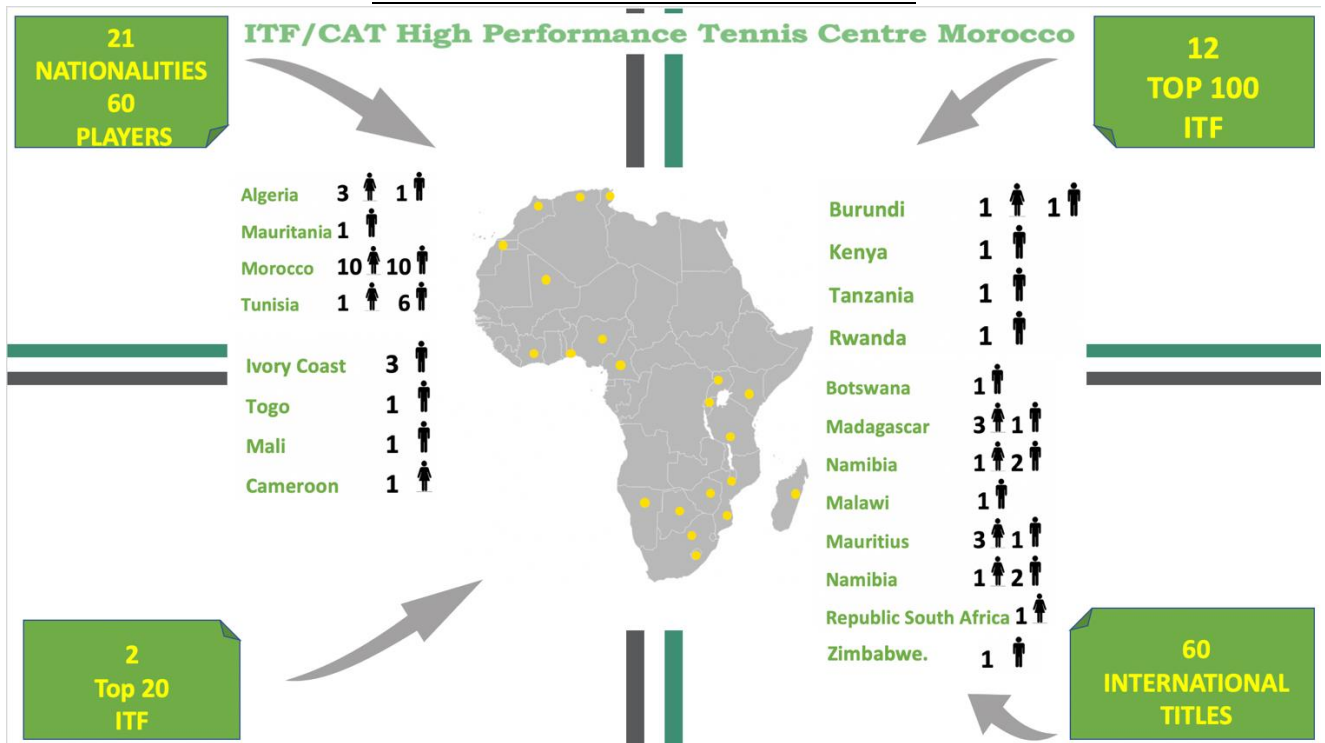 ITF/CAT High Performance Tennis Centre Morocco
21
NATIONALITIES
60
PLAYERS
12
TOP 100
ITF
Algeria 3 1
Mauritania 1
Morocco 10 10
Tunisia 1 6
Ivory Coast 3
Togo 1
Mali 1
Cameroon 1
Burundi 1 1
Kenya 1
Tanzania 1
Rwanda 1
Botswana 1
Madagascar 3 1
Namibia 1 2
Malawi 1
Mauritius 3 1
Namibia 1 2
Republic South Africa 1
Zimbabwe. 1
2
Top 20
ITF
60
INTERNATIONAL
TITLES